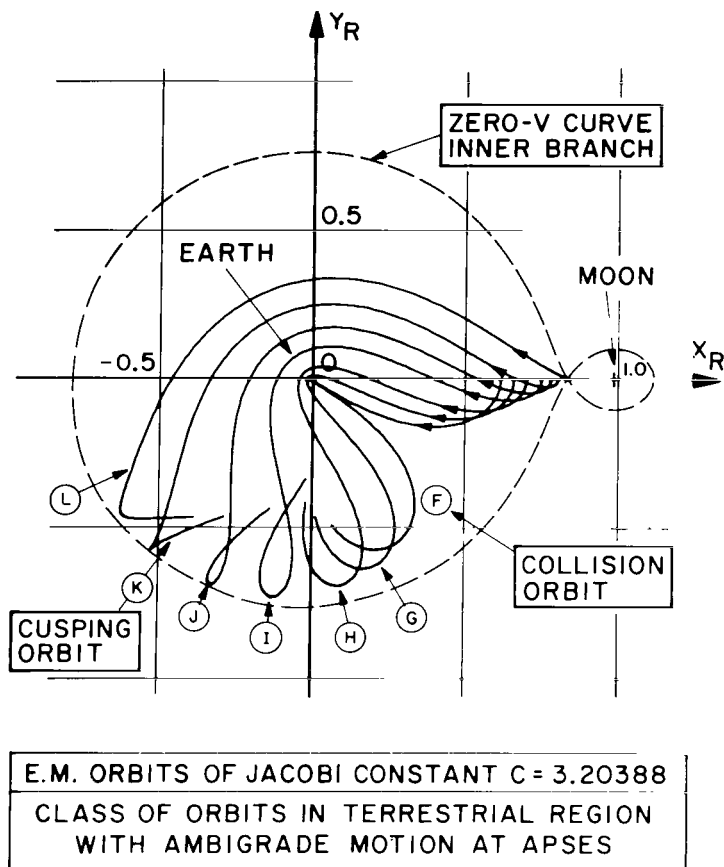 Y_R
ZERO-V CURVE
INNER BRANCH
0.5
EARTH
MOON
-0.5
0
1.0
X_R
L
F
K
COLLISION
ORBIT
J
CUSPING
ORBIT
I
H
G
E.M. ORBITS OF JACOBI CONSTANT C = 3.20388
CLASS OF ORBITS IN TERRESTRIAL REGION
WITH AMBIGRADE MOTION AT APSES